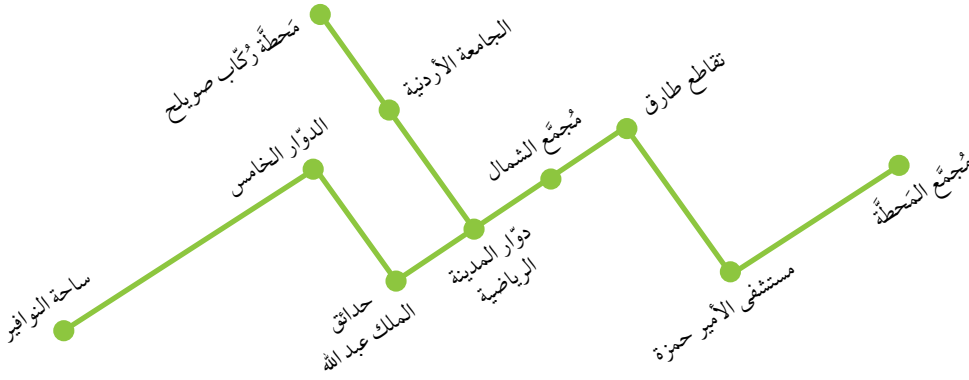 مَحطَّة رُكّاب صويلح
الجامعة الأردنية
تقاطع طارق
مُجمَّع الشمال
الدوّار الخامس
مُجمَّع المَحطَّة
دوّار المدينة
الرياضية
مستشفى الأمير حمزة
ساحة النوافير
حدائق
الملك عبد الله